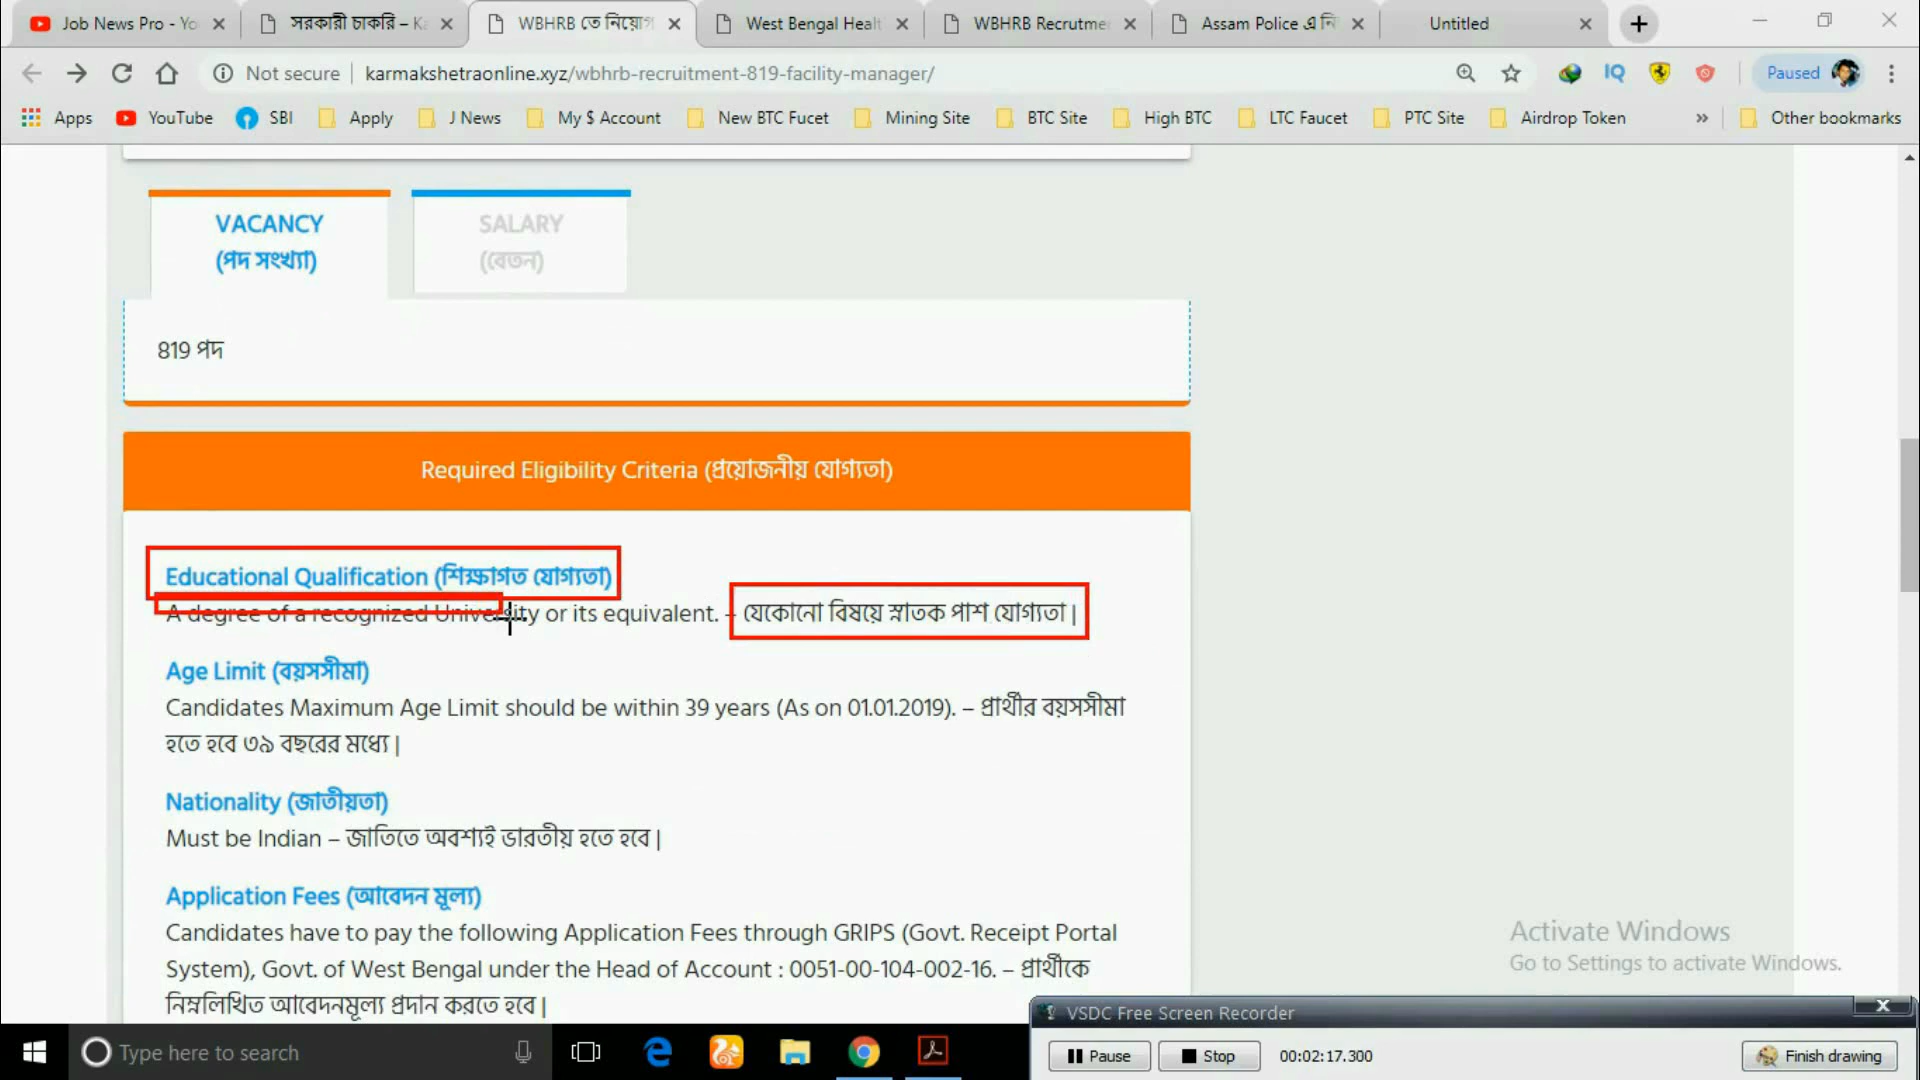 Job News Pro - Yo
সরকারী চাকরি – Ka
WBHRB তে নিয়োগ
West Bengal Healt
WBHRB Recrutme
Assam Police এ নি
Untitled
Not secure
karmakshetraonline.xyz/wbhrb-recruitment-819-facility-manager/
IQ
Paused
Apps
YouTube
SBI
Apply
J News
My $ Account
New BTC Fucet
Mining Site
BTC Site
High BTC
LTC Faucet
PTC Site
Airdrop Token
»
Other bookmarks
VACANCY
(পদ সংখ্যা)
SALARY
(বেতন)
819 পদ
Required Eligibility Criteria (প্রয়োজনীয় যোগ্যতা)
Educational Qualification (শিক্ষাগত যোগ্যতা)
A degree of a recognized University or its equivalent. – যেকোনো বিষয়ে স্নাতক পাশ যোগ্যতা |
Age Limit (বয়সসীমা)
Candidates Maximum Age Limit should be within 39 years (As on 01.01.2019). – প্রার্থীর বয়সসীমা
হতে হবে ৩৯ বছরের মধ্যে |
Nationality (জাতীয়তা)
Must be Indian – জাতিতে অবশ্যই ভারতীয় হতে হবে |
Application Fees (আবেদন মূল্য)
Candidates have to pay the following Application Fees through GRIPS (Govt. Receipt Portal
System), Govt. of West Bengal under the Head of Account : 0051-00-104-002-16. – প্রার্থীকে
নিম্নলিখিত আবেদনমূল্য প্রদান করতে হবে |
Activate Windows
Go to Settings to activate Windows.
VSDC Free Screen Recorder
Pause
Stop
00:02:17.300
Finish drawing
Type here to search